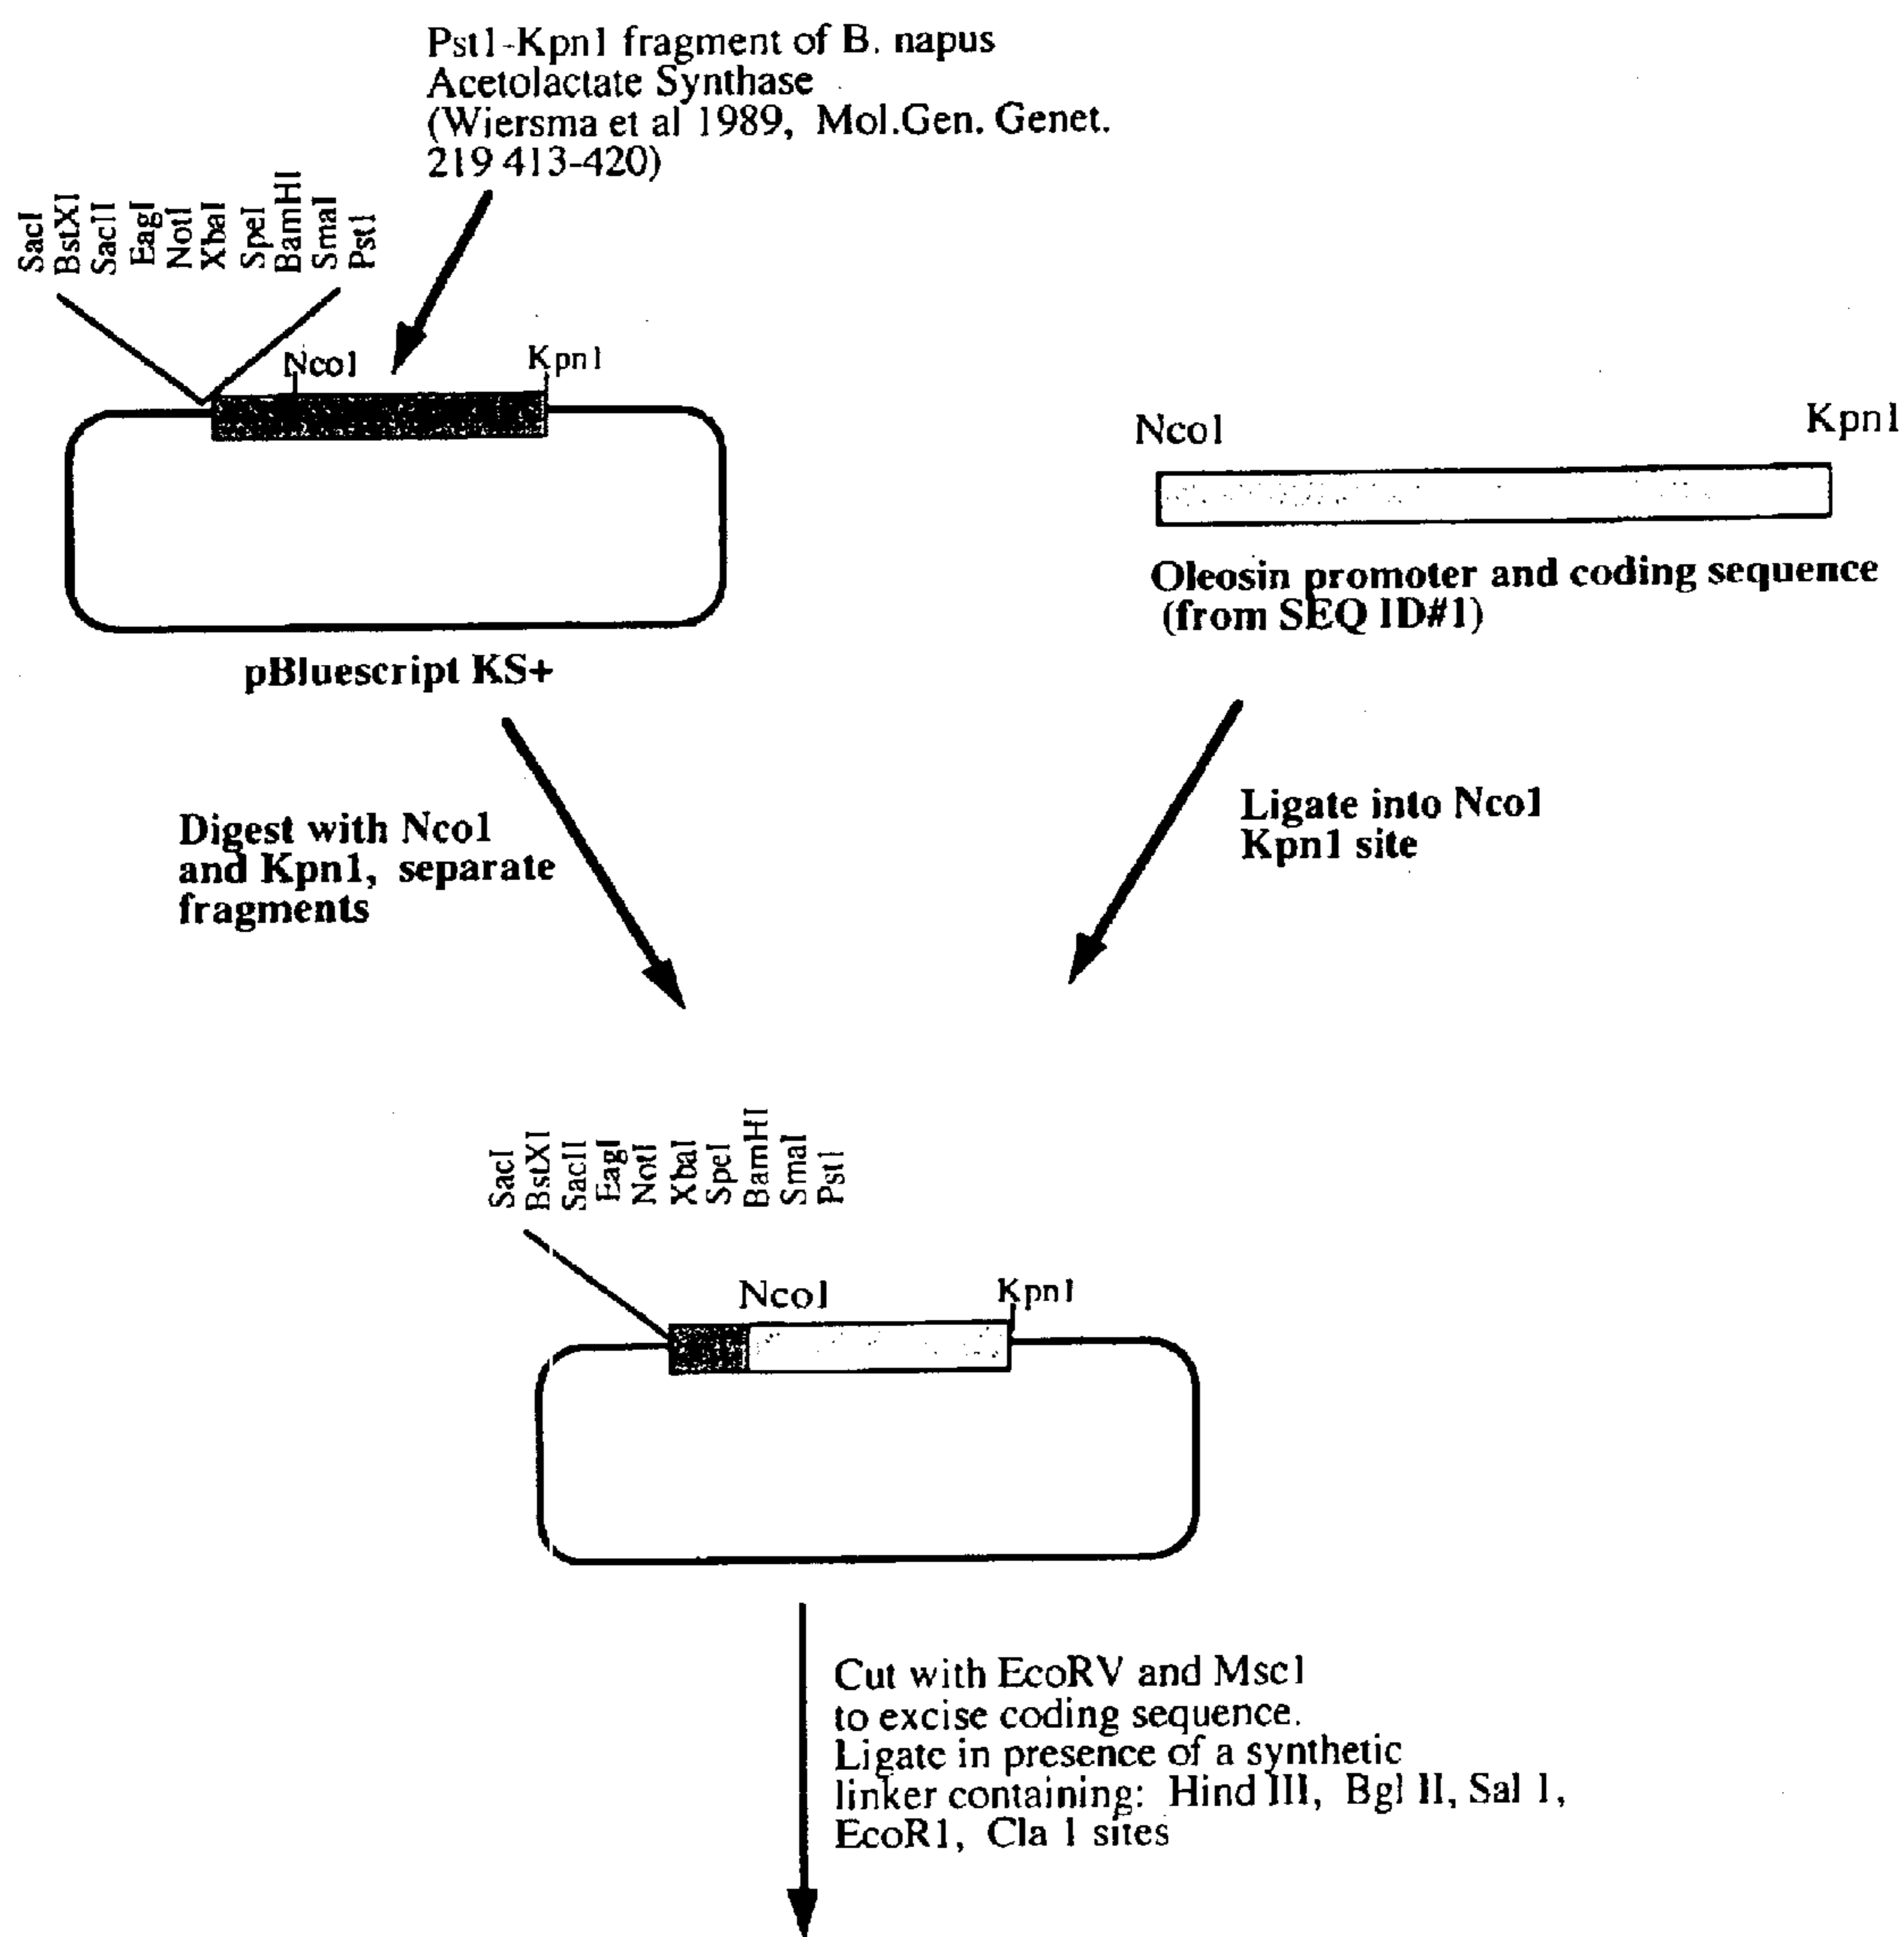 Pst1-Kpn1 fragment of B. napus
Acetolactate Synthase
(Wiersma et al 1989, Mol.Gen. Genet.
219 413-420)
SacI
BstXI
SacII
EagI
NotI
XbaI
SpeI
BamHI
SmaI
Pst1
Nco1
Kpn1
Nco1
Kpn1
Oleosin promoter and coding sequence
(from SEQ ID#1)
pBluescript KS+
Digest with Nco1
and Kpn1, separate
fragments
Ligate into Nco1
Kpn1 site
SacI
BstXI
SacII
EagI
NotI
XbaI
SpeI
BamHI
SmaI
Pst1
Nco1
Kpn1
Cut with EcoRV and Msc1
to excise coding sequence.
Ligate in presence of a synthetic
linker containing: Hind III, Bgl II, Sal 1,
EcoR1, Cla 1 sites